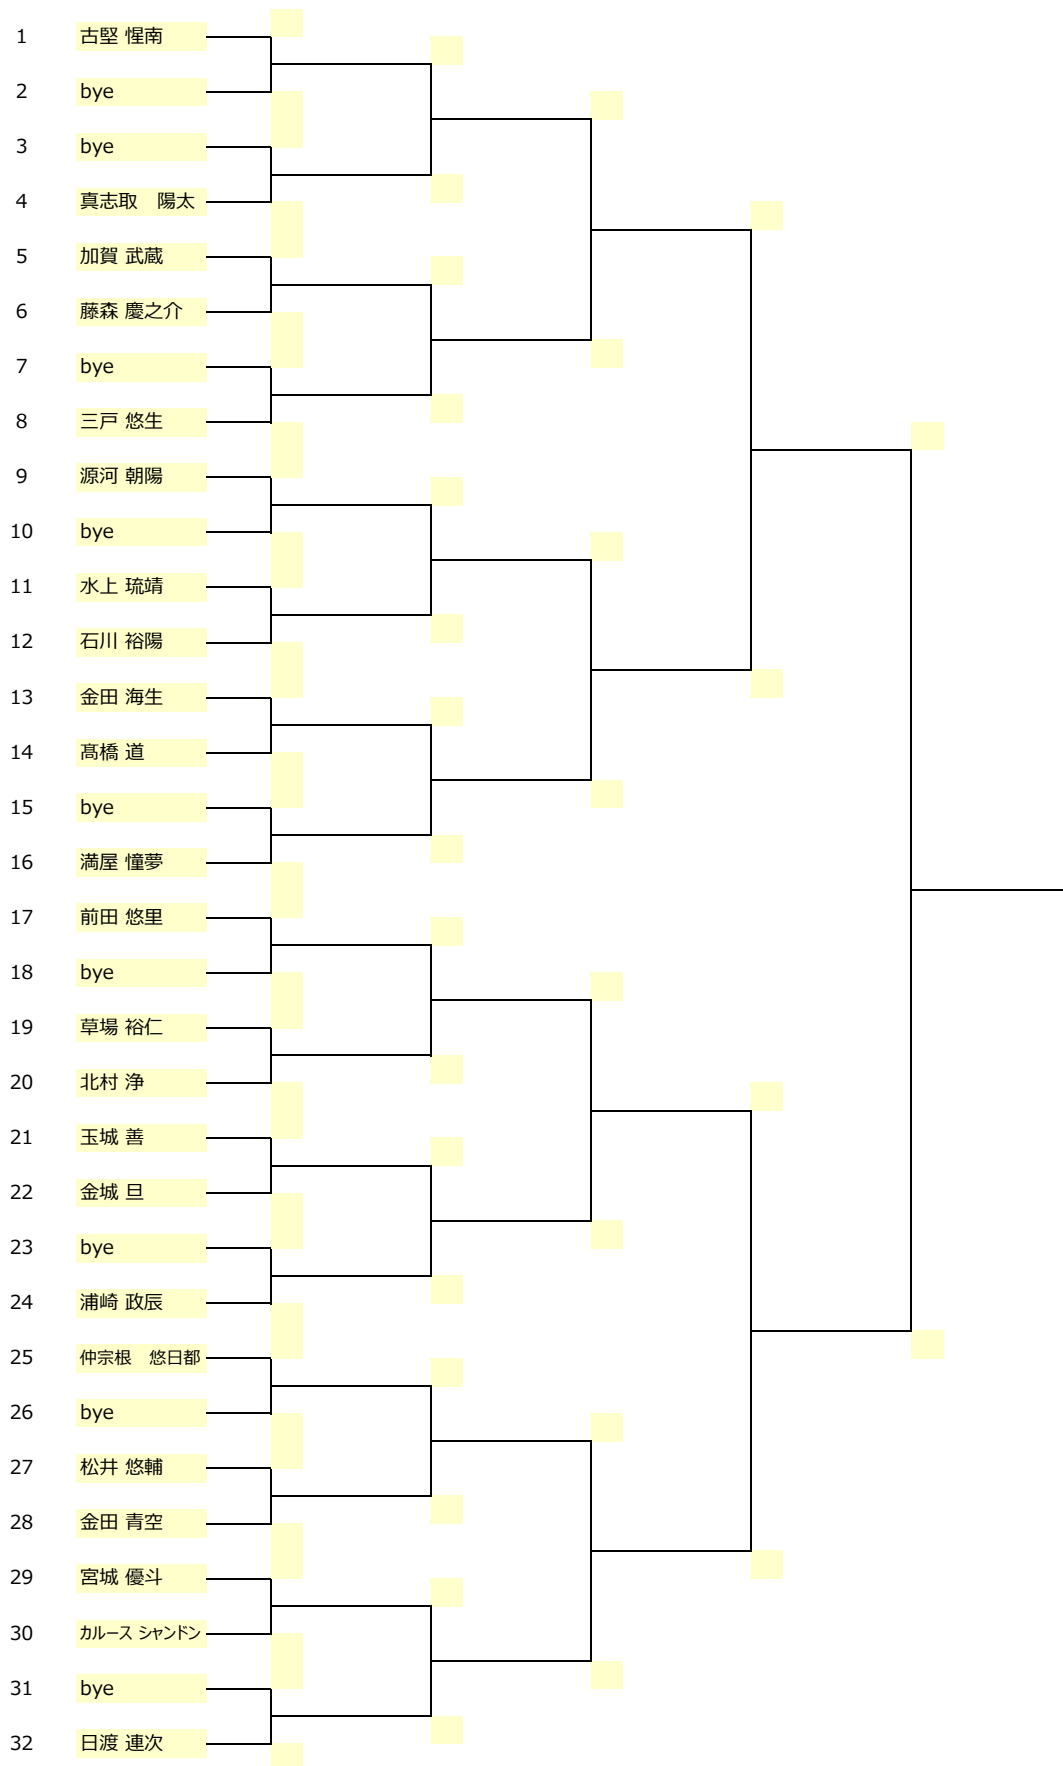 1 古堅 惺南
2 bye
3 bye
4 真志取　陽太
5 加賀 武蔵
6 藤森 慶之介
7 bye
8 三戸 悠生
9 源河 朝陽
10 bye
11 水上 琉靖
12 石川 裕陽
13 金田 海生
14 髙橋 道
15 bye
16 満屋 憧夢
17 前田 悠里
18 bye
19 草場 裕仁
20 北村 浄
21 玉城 善
22 金城 旦
23 bye
24 浦崎 政辰
25 仲宗根　悠日都
26 bye
27 松井 悠輔
28 金田 青空
29 宮城 優斗
30 カルース シャンドン
31 bye
32 日渡 連次